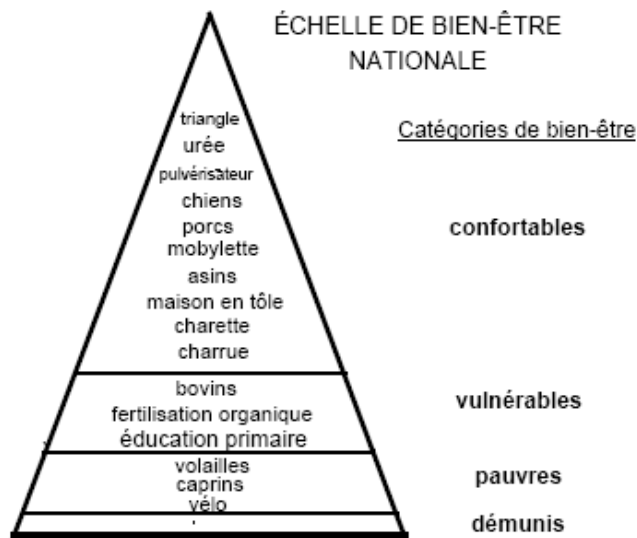 ÉCHELLE DE BIEN-ÊTRE
NATIONALE
Catégories de bien-être
triangle
urée
pulvérisateur
chiens
porcs
mobylette
asins
maison en tôle
charette
charrue
confortables
bovins
fertilisation organique
éducation primaire
vulnérables
volailles
caprins
vélo
pauvres
démunis